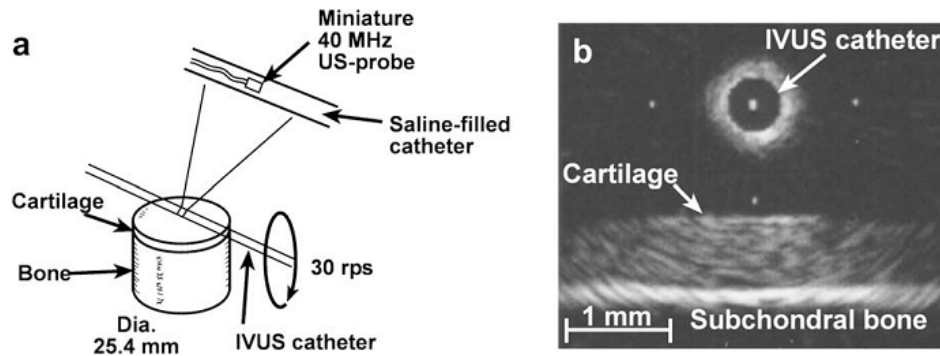 a
Miniature
40 MHz
US-probe
Saline-filled
catheter
Cartilage
Bone
30 rps
Dia.
25.4 mm
IVUS catheter
b
IVUS catheter
Cartilage
1 mm
Subchondral bone